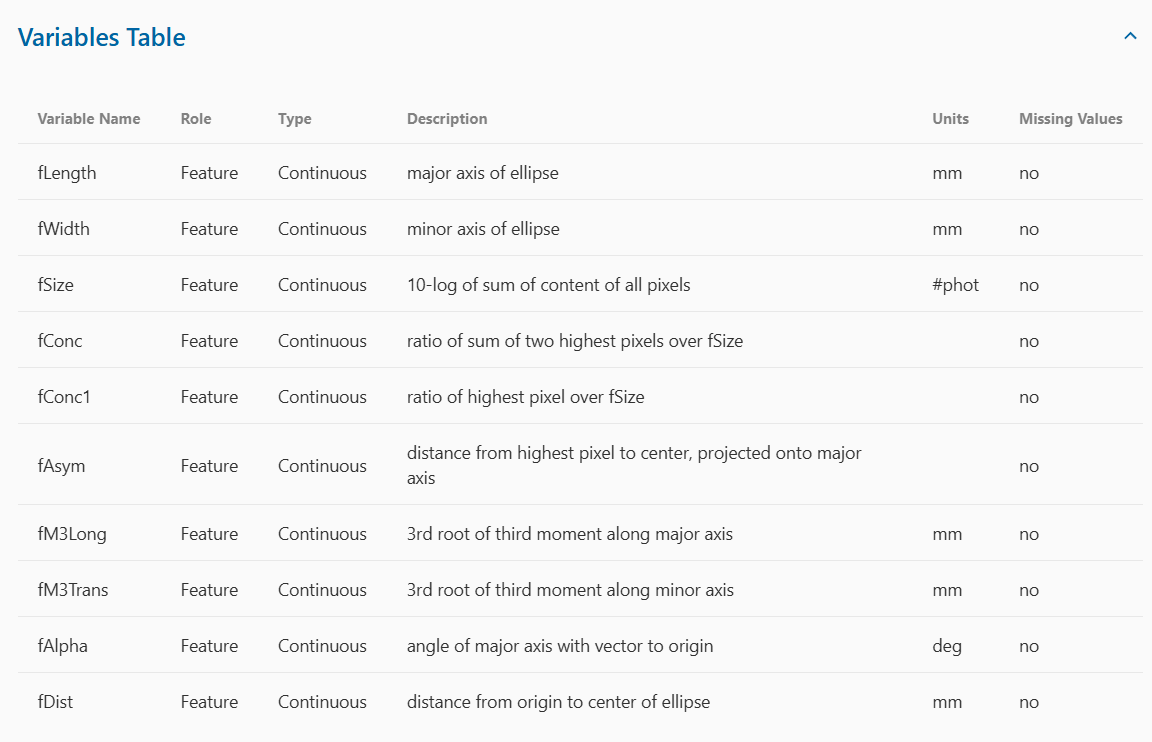 Variables Table
Variable Name Role Type Description Units Missing Values
fLength Feature Continuous major axis of ellipse mm no
fWidth Feature Continuous minor axis of ellipse mm no
fSize Feature Continuous 10-log of sum of content of all pixels #phot no
fConc Feature Continuous ratio of sum of two highest pixels over fSize no
fConc1 Feature Continuous ratio of highest pixel over fSize no
fAsym Feature Continuous distance from highest pixel to center, projected onto major
axis no
fM3Long Feature Continuous 3rd root of third moment along major axis mm no
fM3Trans Feature Continuous 3rd root of third moment along minor axis mm no
fAlpha Feature Continuous angle of major axis with vector to origin deg no
fDist Feature Continuous distance from origin to center of ellipse mm no